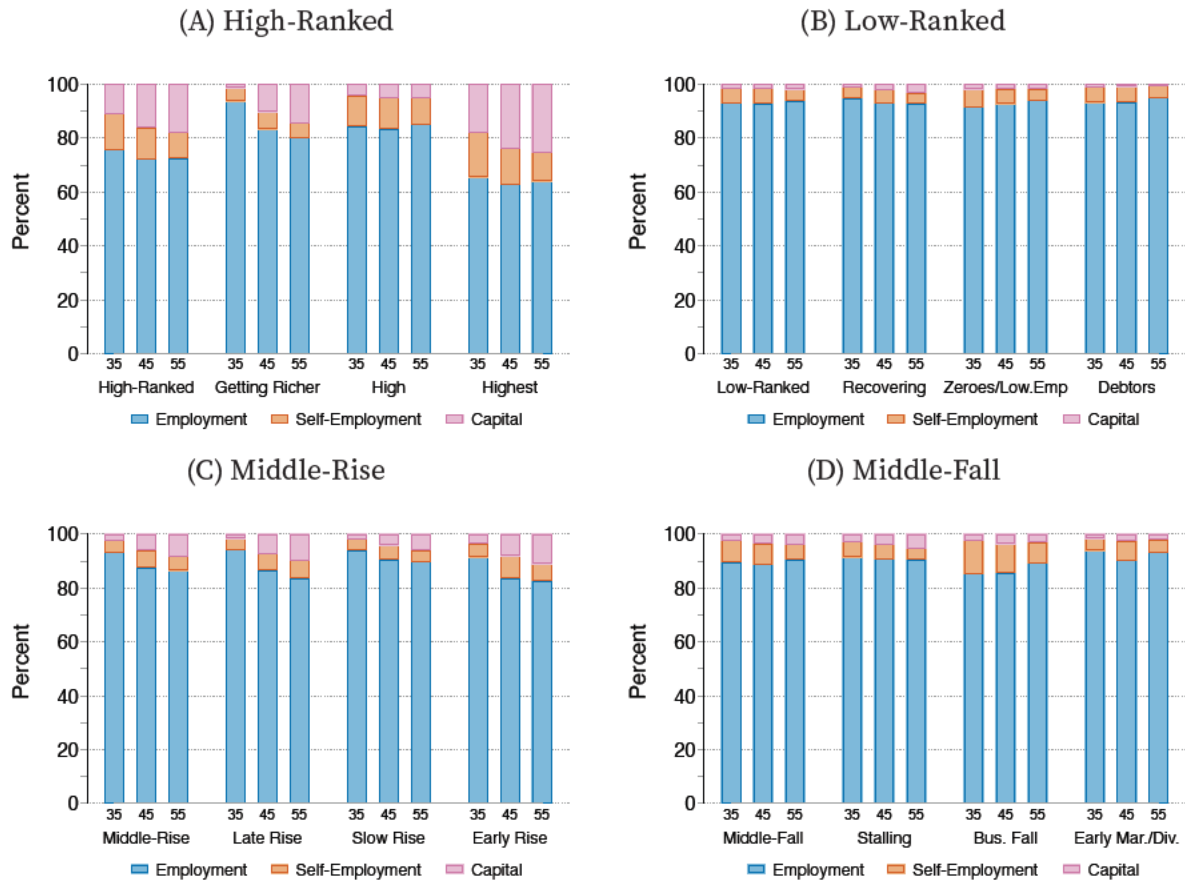 (A) High-Ranked
Percent
100
80
60
40
20
0
35 45 55 35 45 55 35 45 55 35 45 55
High-Ranked Getting Richer High Highest
Employment Self-Employment Capital
(B) Low-Ranked
Percent
100
80
60
40
20
0
35 45 55 35 45 55 35 45 55 35 45 55
Low-Ranked Recovering Zeroes/Low.Emp Debtors
Employment Self-Employment Capital
(C) Middle-Rise
Percent
100
80
60
40
20
0
35 45 55 35 45 55 35 45 55 35 45 55
Middle-Rise Late Rise Slow Rise Early Rise
Employment Self-Employment Capital
(D) Middle-Fall
Percent
100
80
60
40
20
0
35 45 55 35 45 55 35 45 55 35 45 55
Middle-Fall Stalling Bus. Fall Early Mar./Div.
Employment Self-Employment Capital